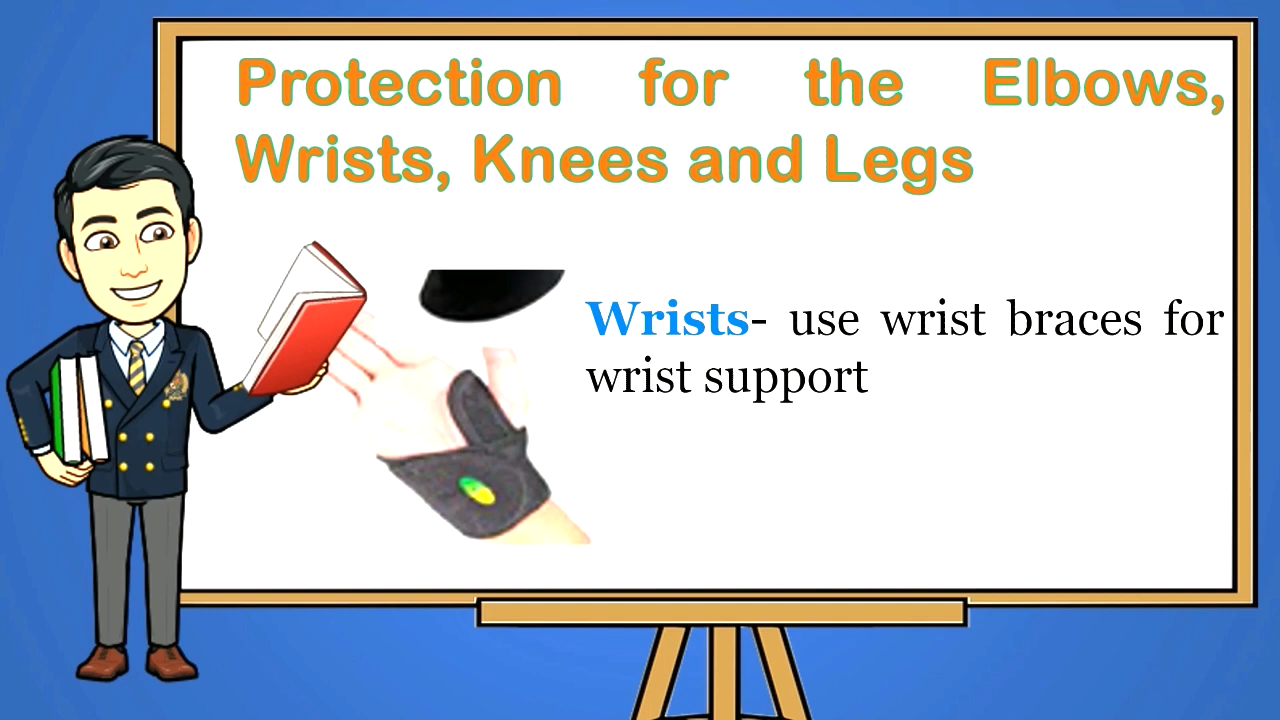 Protection for the Elbows,
Wrists, Knees and Legs
Wrists- use wrist braces for
wrist support